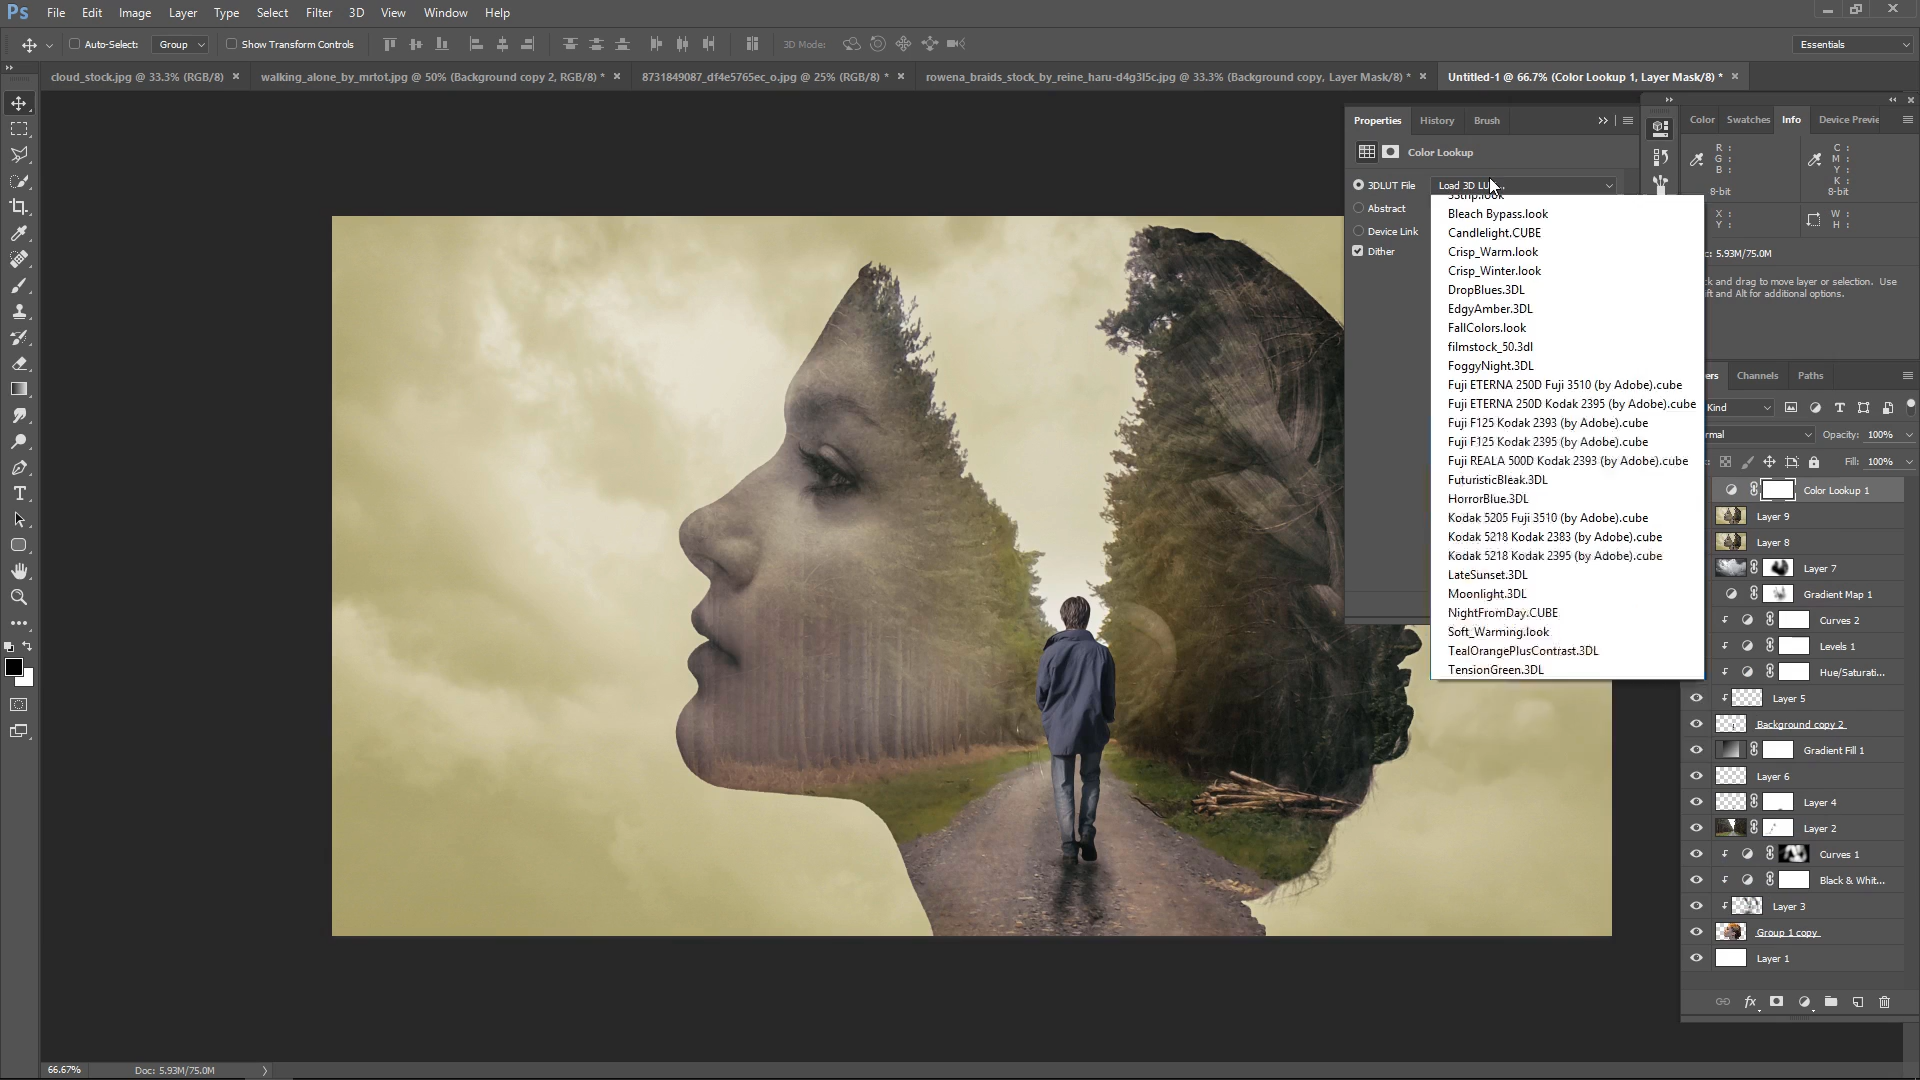 Ps File Edit Image Layer Type Select Filter 3D View Window Help
Auto-Select: Group Show Transform Controls 3D Mode: Essentials
cloud_stock.jpg @ 33.3% (RGB/8) × walking_alone_by_mrtot.jpg @ 50% (Background copy 2, RGB/8) * × 8731849087_df4e5765ec_o.jpg @ 25% (RGB/8) * × rowena_braids_stock_by_reine_haru-d4g3l5c.jpg @ 33.3% (Background copy, Layer Mask/8) * × Untitled-1 @ 66.7% (Color Lookup 1, Layer Mask/8) * ×
Properties History Brush
Color Lookup
3DLUT File Load 3D LU
Abstract
Device Link
Dither
3Strip.look
Bleach Bypass.look
Candlelight.CUBE
Crisp_Warm.look
Crisp_Winter.look
DropBlues.3DL
EdgyAmber.3DL
FallColors.look
filmstock_50.3dl
FoggyNight.3DL
Fuji ETERNA 250D Fuji 3510 (by Adobe).cube
Fuji ETERNA 250D Kodak 2395 (by Adobe).cube
Fuji F125 Kodak 2393 (by Adobe).cube
Fuji F125 Kodak 2395 (by Adobe).cube
Fuji REALA 500D Kodak 2393 (by Adobe).cube
FuturisticBleak.3DL
HorrorBlue.3DL
Kodak 5205 Fuji 3510 (by Adobe).cube
Kodak 5218 Kodak 2383 (by Adobe).cube
Kodak 5218 Kodak 2395 (by Adobe).cube
LateSunset.3DL
Moonlight.3DL
NightFromDay.CUBE
Soft_Warming.look
TealOrangePlusContrast.3DL
TensionGreen.3DL
Color Swatches Info Device Previe
R : C :
G : M :
B : Y :
K :
8-bit 8-bit
X : W :
Y : H :
c: 5.93M/75.0M
ck and drag to move layer or selection. Use
ift and Alt for additional options.
ers Channels Paths
Kind
rmal Opacity: 100%
Fill: 100%
Color Lookup 1
Layer 9
Layer 8
Layer 7
Gradient Map 1
Curves 2
Levels 1
Hue/Saturati...
Layer 5
Background copy 2
Gradient Fill 1
Layer 6
Layer 4
Layer 2
Curves 1
Black & Whit...
Layer 3
Group 1 copy
Layer 1
fx
66.67% Doc: 5.93M/75.0M